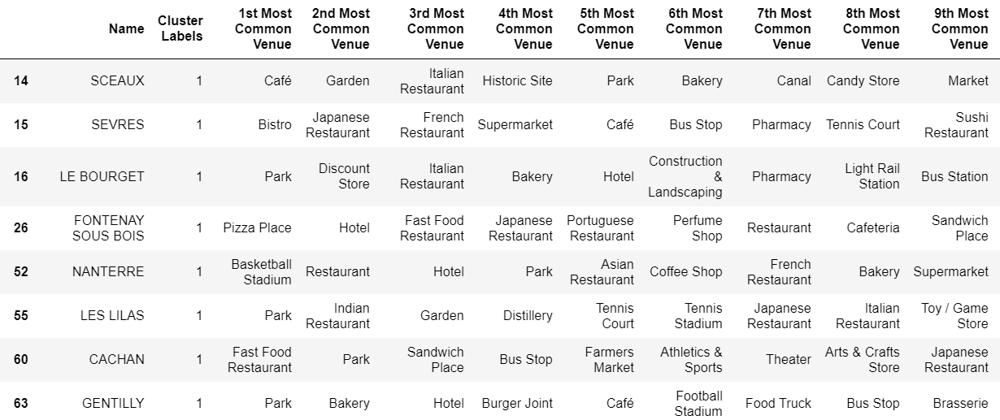 Name Cluster Labels 1st Most Common Venue 2nd Most Common Venue 3rd Most Common Venue 4th Most Common Venue 5th Most Common Venue 6th Most Common Venue 7th Most Common Venue 8th Most Common Venue 9th Most Common Venue
14 SCEAUX 1 Café Garden Italian Restaurant Historic Site Park Bakery Canal Candy Store Market
15 SEVRES 1 Bistro Japanese Restaurant French Restaurant Supermarket Café Bus Stop Pharmacy Tennis Court Sushi Restaurant
16 LE BOURGET 1 Park Discount Store Italian Restaurant Bakery Hotel Construction & Landscaping Pharmacy Light Rail Station Bus Station
26 FONTENAY SOUS BOIS 1 Pizza Place Hotel Fast Food Restaurant Japanese Restaurant Portuguese Restaurant Perfume Shop Restaurant Cafeteria Sandwich Place
52 NANTERRE 1 Basketball Stadium Restaurant Hotel Park Asian Restaurant Coffee Shop French Restaurant Bakery Supermarket
55 LES LILAS 1 Park Indian Restaurant Garden Distillery Tennis Court Tennis Stadium Japanese Restaurant Italian Restaurant Toy / Game Store
60 CACHAN 1 Fast Food Restaurant Park Sandwich Place Bus Stop Farmers Market Athletics & Sports Theater Arts & Crafts Store Japanese Restaurant
63 GENTILLY 1 Park Bakery Hotel Burger Joint Café Football Stadium Food Truck Bus Stop Brasserie